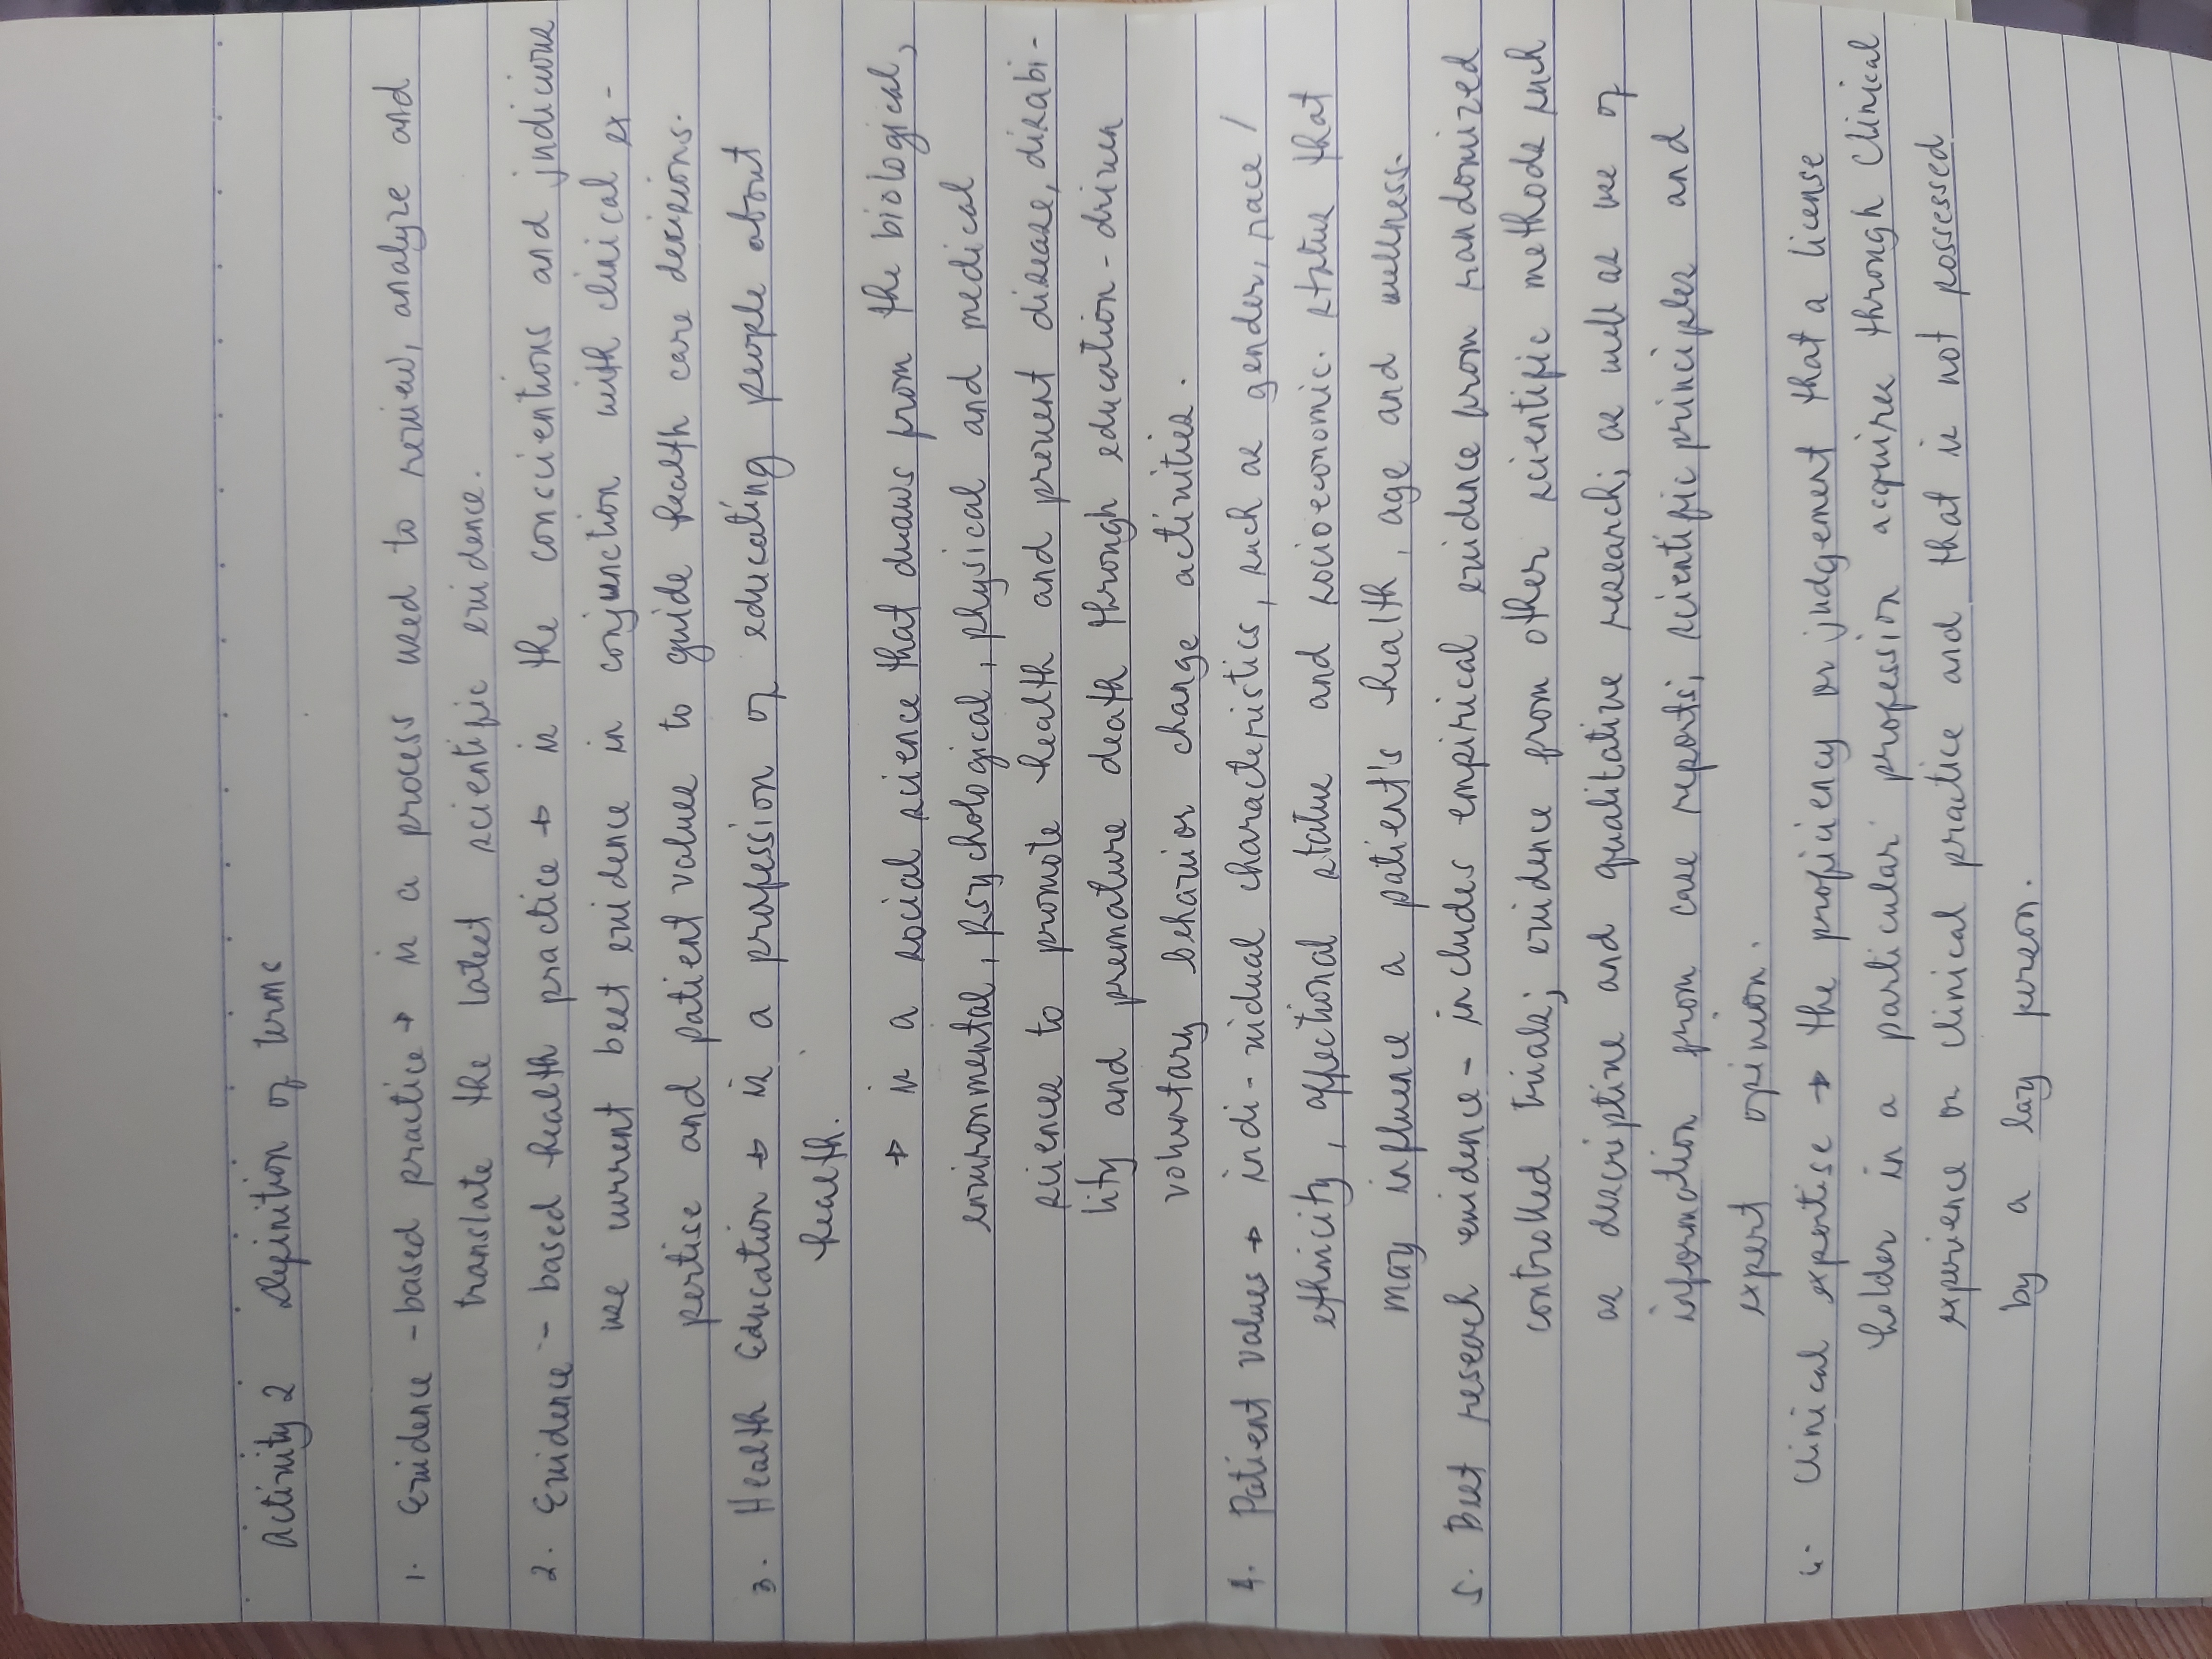 Activity 2 Definition of terms
1. Evidence - based practice → is a process used to review, analyze and
translate the latest scientific evidence.
2. Evidence - based health practice → is the conscientious and judicious
use current best evidence in conjunction with clinical ex-
pertise and patient values to guide health care decisions.
3. Health Education → is a profession of educating people about
health.
→ is a social science that draws from the biological,
environmental, psychological, physical and medical
sciences to promote health and prevent disease, disabi-
lity and premature death through education - driven
voluntary behavior change activities.
4. Patient values → indi - vidual characteristics, such as gender, race /
ethnicity, affectional status and socioeconomic. status that
may influence a patient's health, age and wellness.
5. Best reseach evidence - includes empirical evidence from randomized
controlled trials; evidence from other scientific methods such
as descriptive and qualitative research; as well as use of
information from case reports; scientific principles and
expert opinion.
6. Clinical expertise → the proficiency or judgement that a license
holder in a particular profession acquires through clinical
experience or clinical practice and that is not possessed
by a lay person.